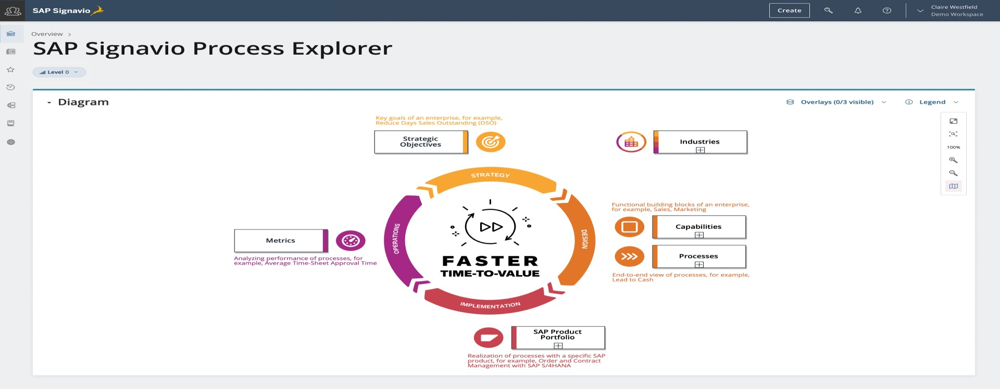 SAP Signavio
Create
Claire Westfield
Demo Workspace
Overview >
SAP Signavio Process Explorer
Level 0
Diagram
Overlays (0/3 visible)
Legend
Key goals of an enterprise, for example,
Reduce Days Sales Outstanding (DSO)
Strategic
Objectives
Industries
100%
STRATEGY
Functional building blocks of an enterprise,
for example, Sales, Marketing
Capabilities
Metrics
OPERATIONS
DESIGN
Processes
Analyzing performance of processes, for
example, Average Time-Sheet Approval Time
FASTER
TIME-TO-VALUE
End-to-end view of processes, for example,
Lead to Cash
IMPLEMENTATION
SAP Product
Portfolio
Realization of processes with a specific SAP
product, for example, Order and Contract
Management with SAP S/4HANA